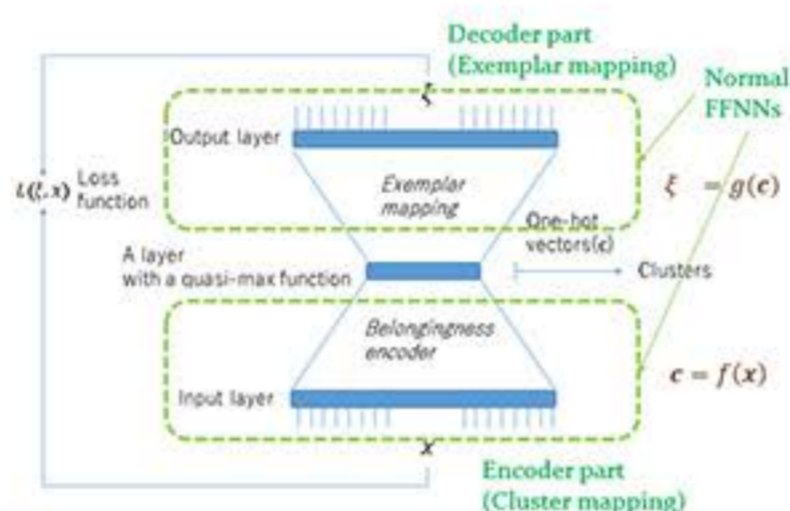 Decoder part
(Exemplar mapping)
Normal
FFNNs
ξ
Output layer
L(ξ, x) Loss
function
Exemplar
mapping
ξ = g(c)
One-hot
vectors(c)
A layer
with a quasi-max function
Clusters
Belongingness
encoder
c = f(x)
Input layer
x
Encoder part
(Cluster mapping)